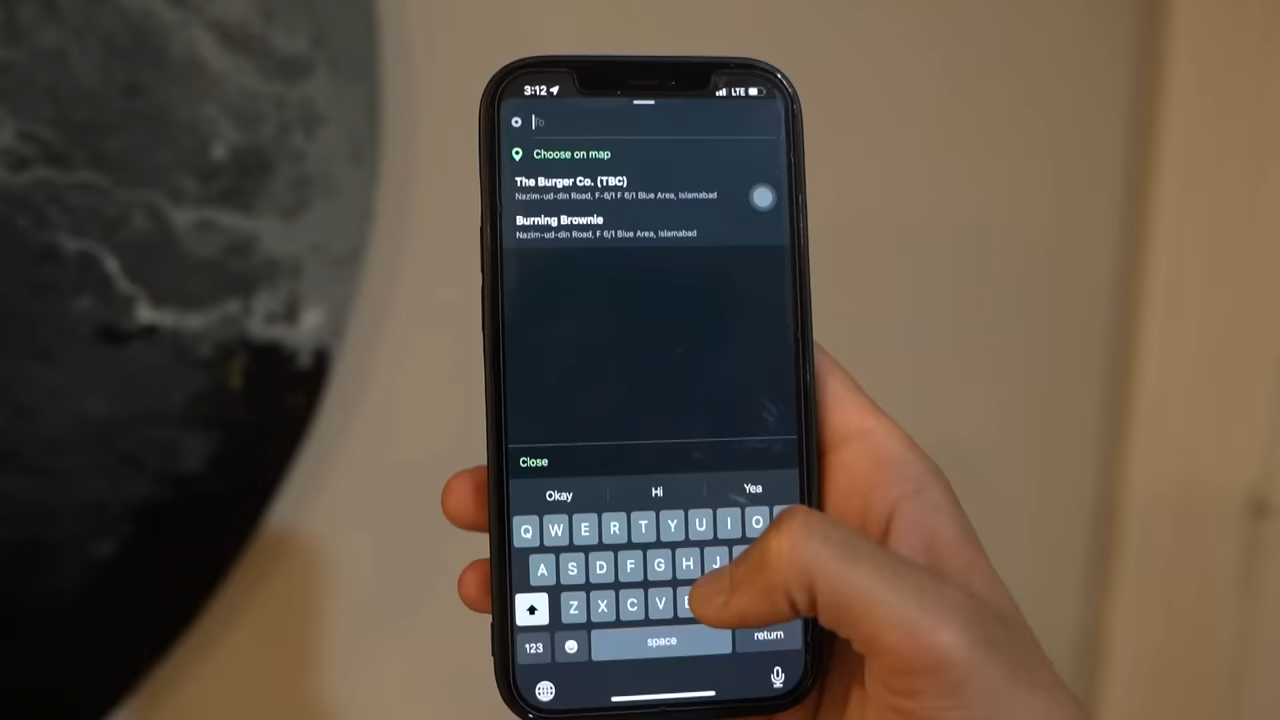 3:12 LTE
To
Choose on map
The Burger Co. (TBC)
Nazim-ud-din Road, F-6/1 F 6/1 Blue Area, Islamabad
Burning Brownie
Nazim-ud-din Road, F 6/1 Blue Area, Islamabad
Close
Okay Hi Yea
Q W E R T Y U I O
A S D F G H J
Z X C V
123 space return